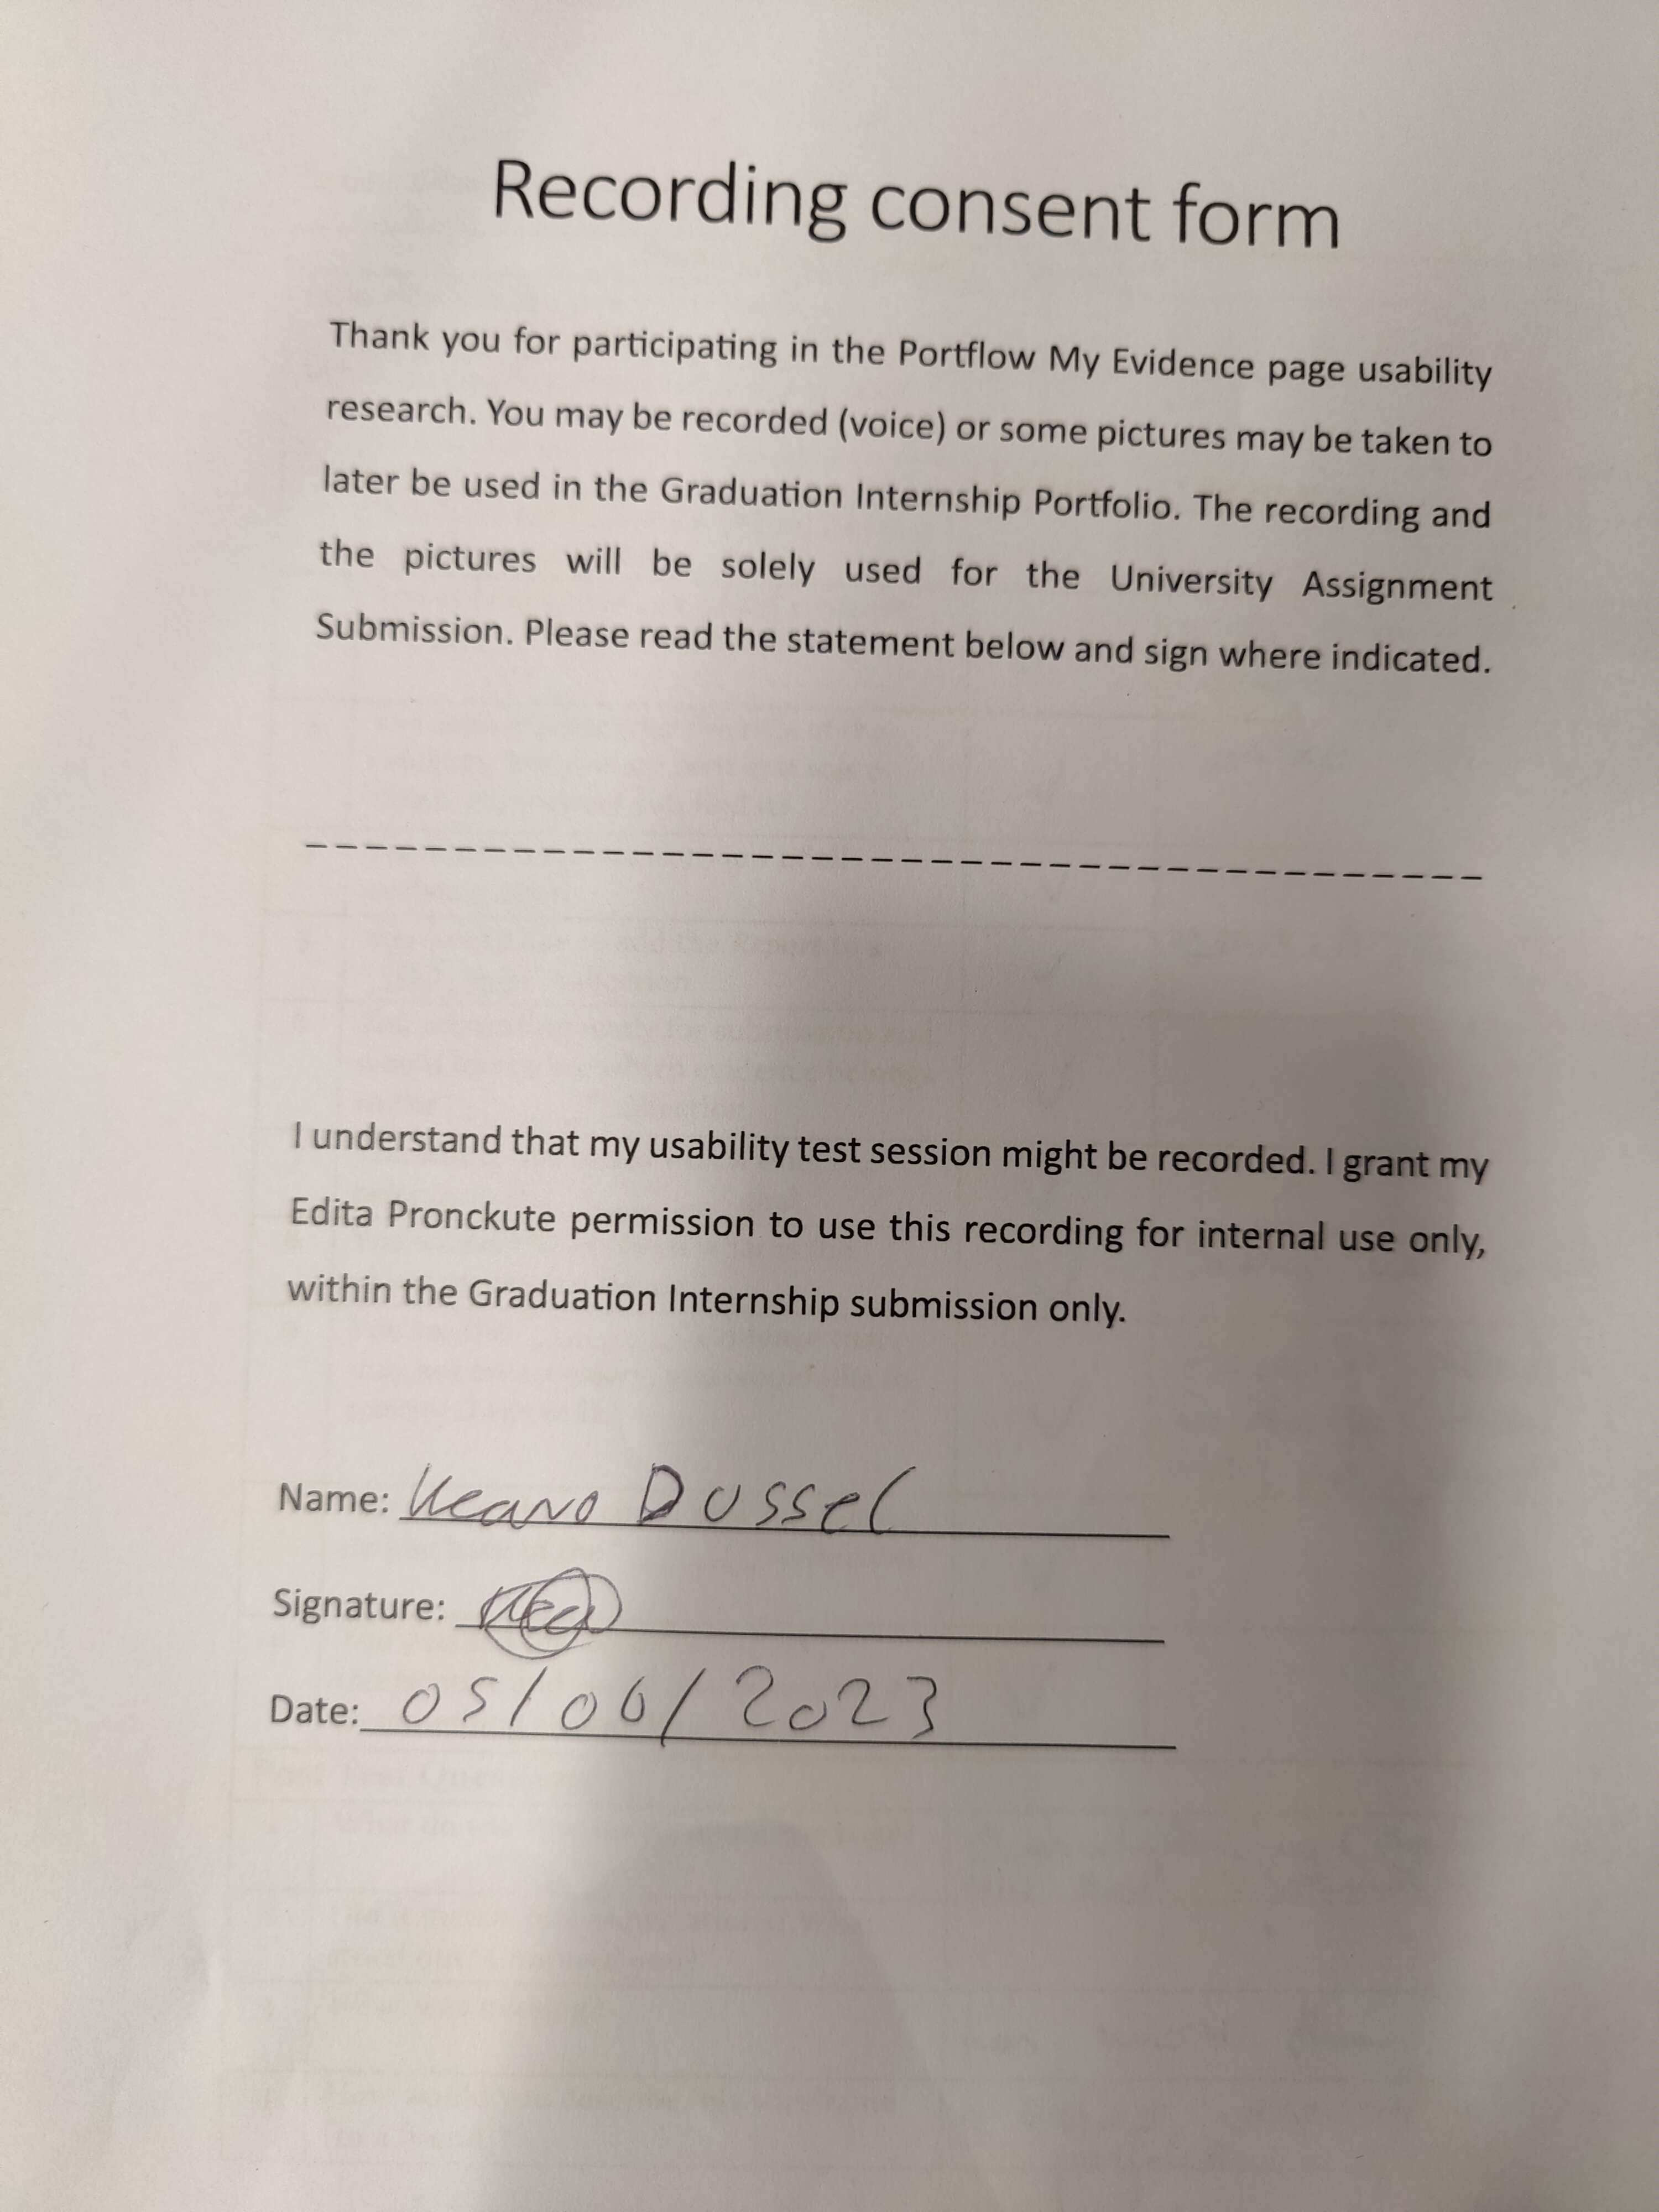 Recording consent form
Thank you for participating in the Portflow My Evidence page usability
research. You may be recorded (voice) or some pictures may be taken to
later be used in the Graduation Internship Portfolio. The recording and
the pictures will be solely used for the University Assignment
Submission. Please read the statement below and sign where indicated.
I understand that my usability test session might be recorded. I grant my
Edita Pronckute permission to use this recording for internal use only,
within the Graduation Internship submission only.
Name: Keano Dussel
Signature:
Date: 05/06/2023